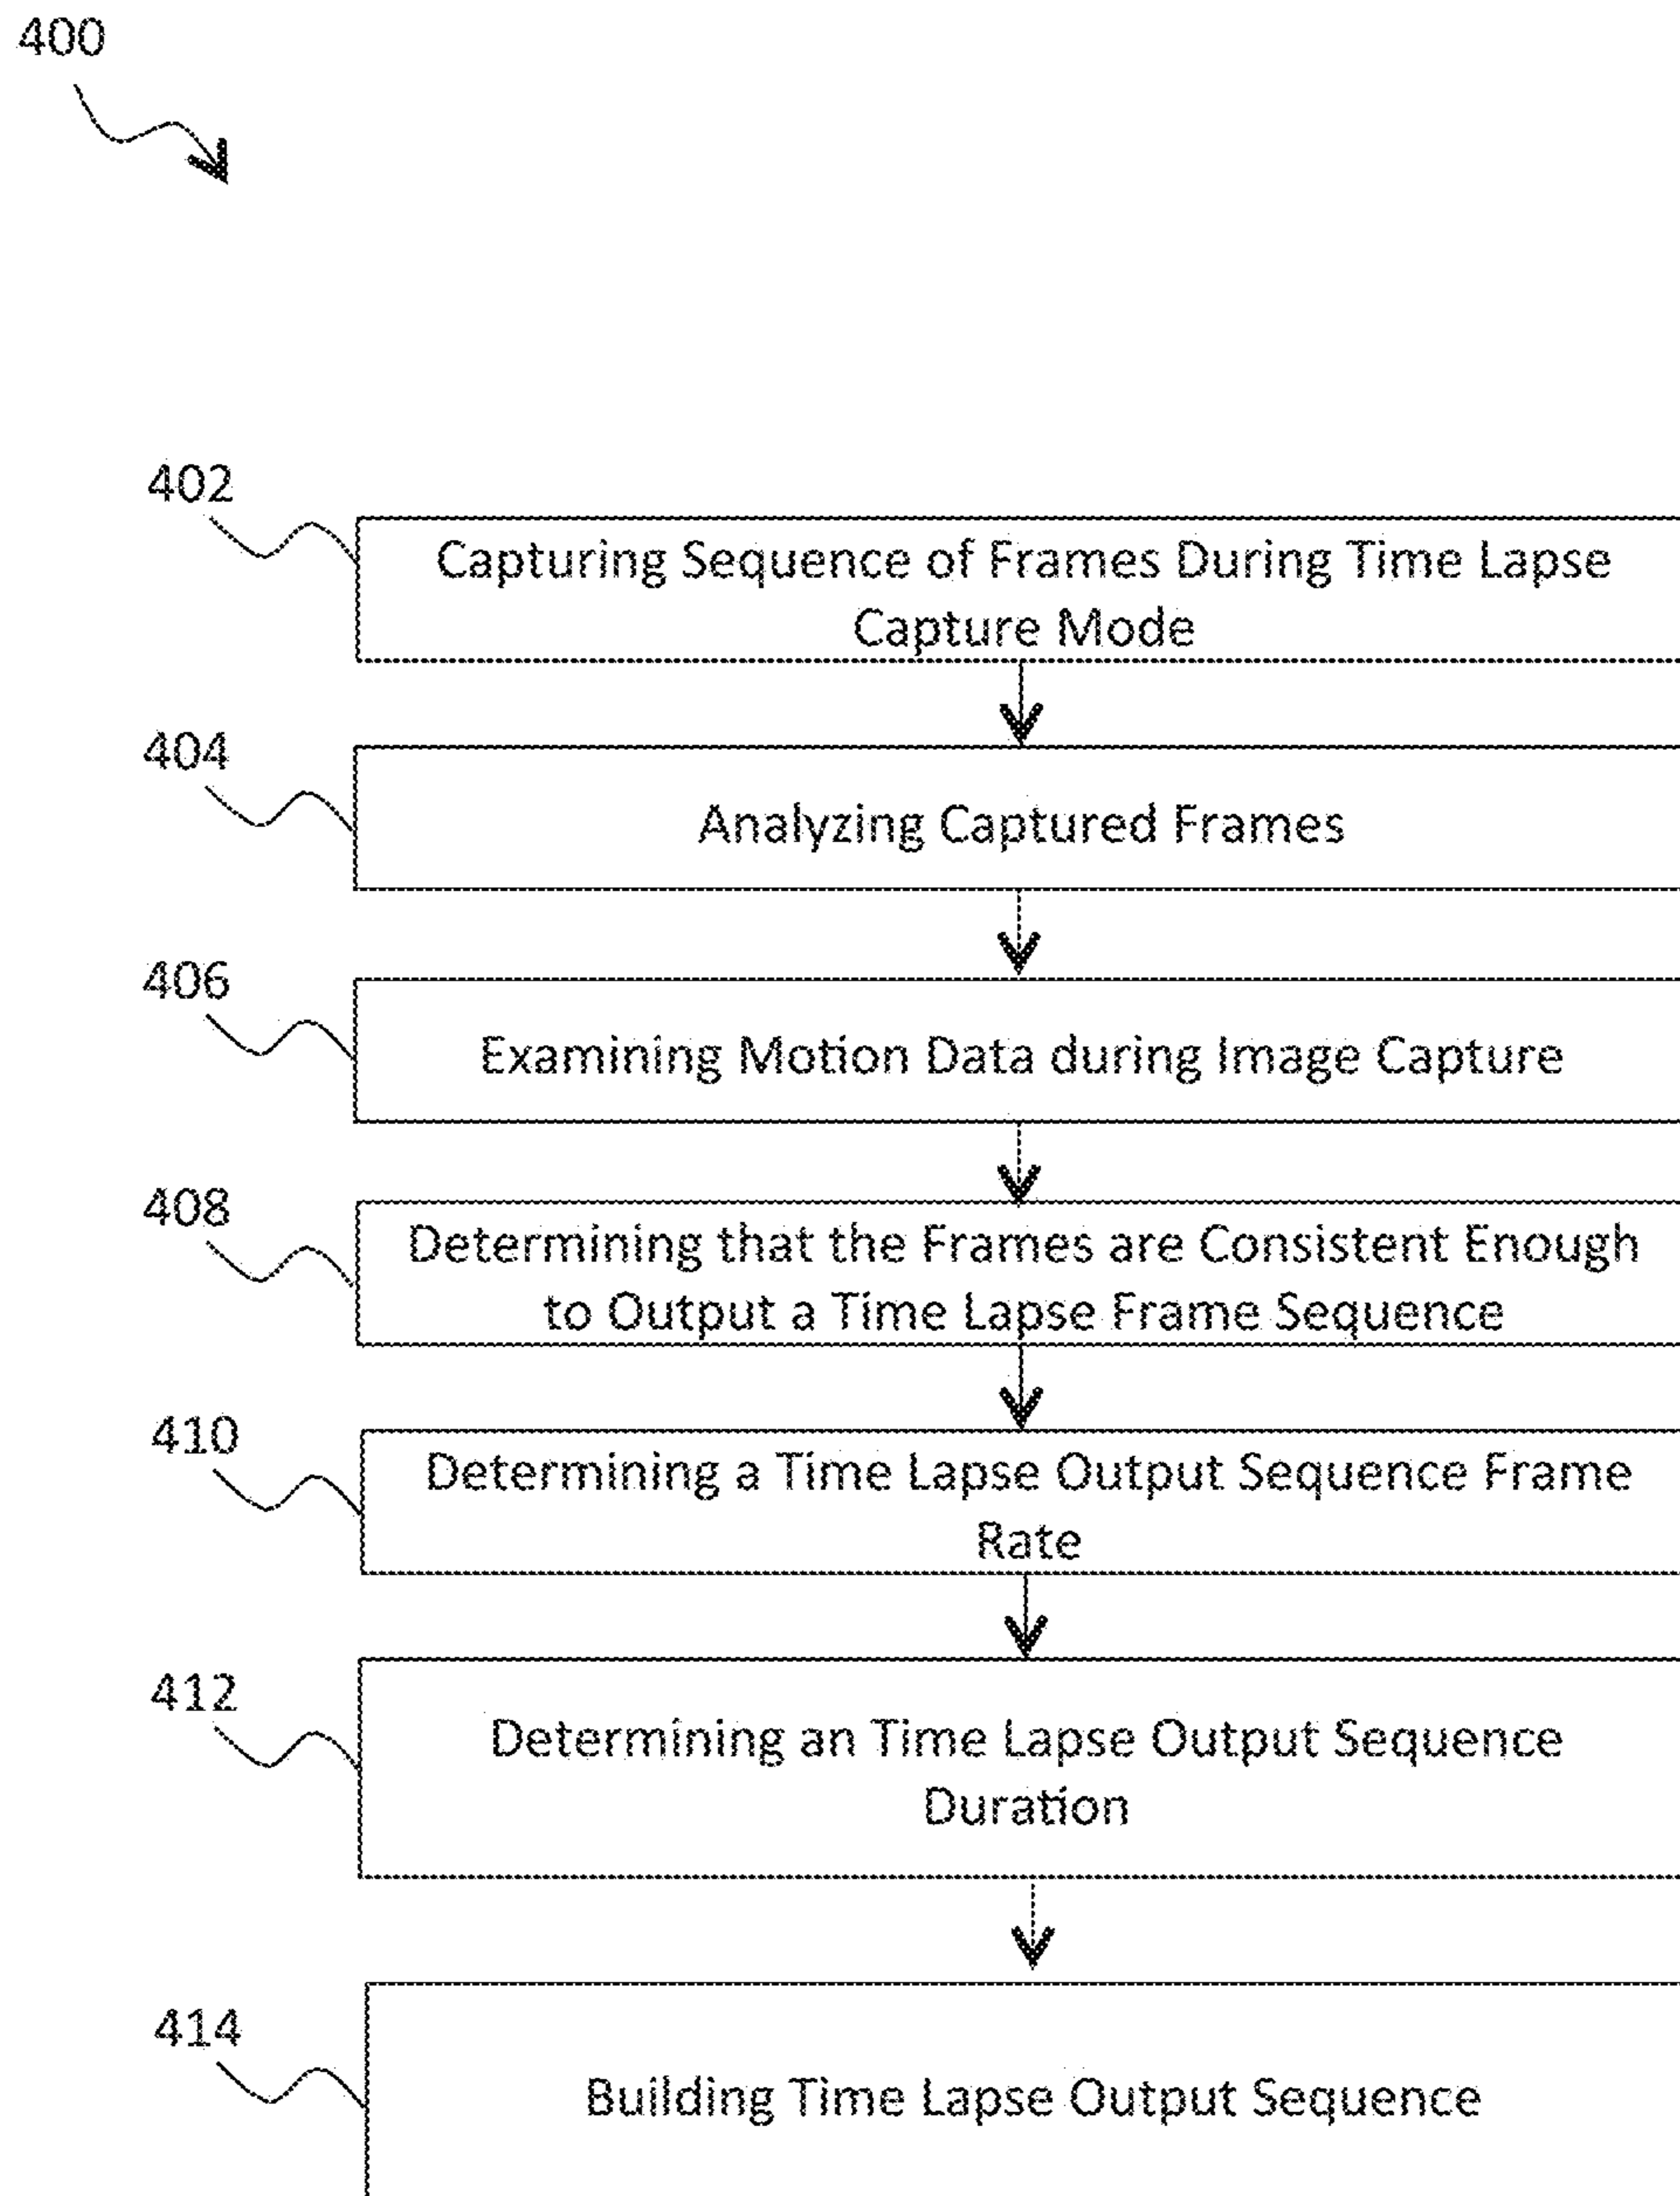 400
402
Capturing Sequence of Frames During Time Lapse
Capture Mode
404
Analyzing Captured Frames
406
Examining Motion Data during Image Capture
408
Determining that the Frames are Consistent Enough
to Output a Time Lapse Frame Sequence
410
Determining a Time Lapse Output Sequence Frame
Rate
412
Determining an Time Lapse Output Sequence
Duration
414
Building Time Lapse Output Sequence